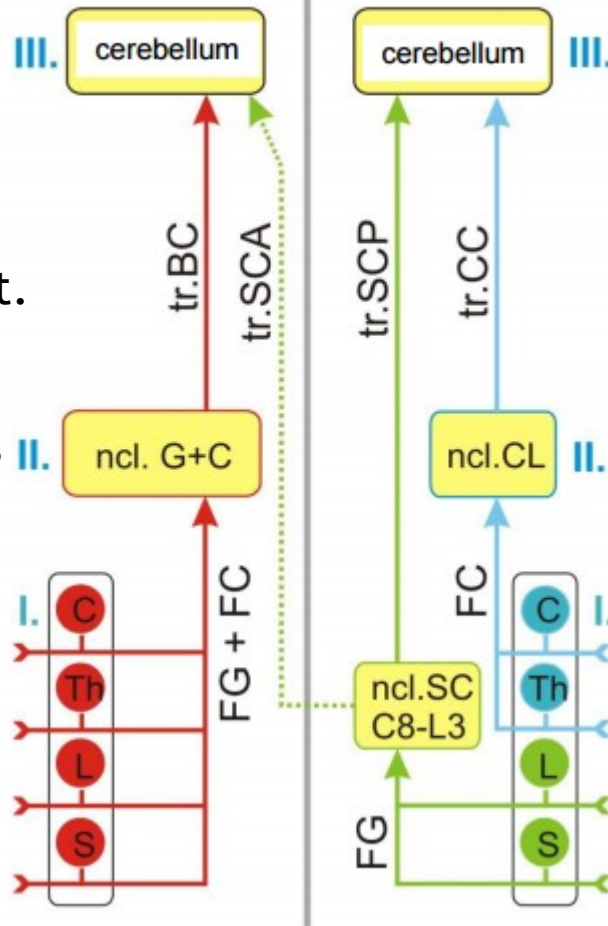 III.
cerebellum
cerebellum
III.
tr.BC
tr.SCA
tr.SCP
tr.CC
t.
II.
ncl. G+C
ncl.CL
II.
I.
C
Th
L
S
FG + FC
FC
ncl.SC
C8-L3
FG
C
Th
L
S
I.